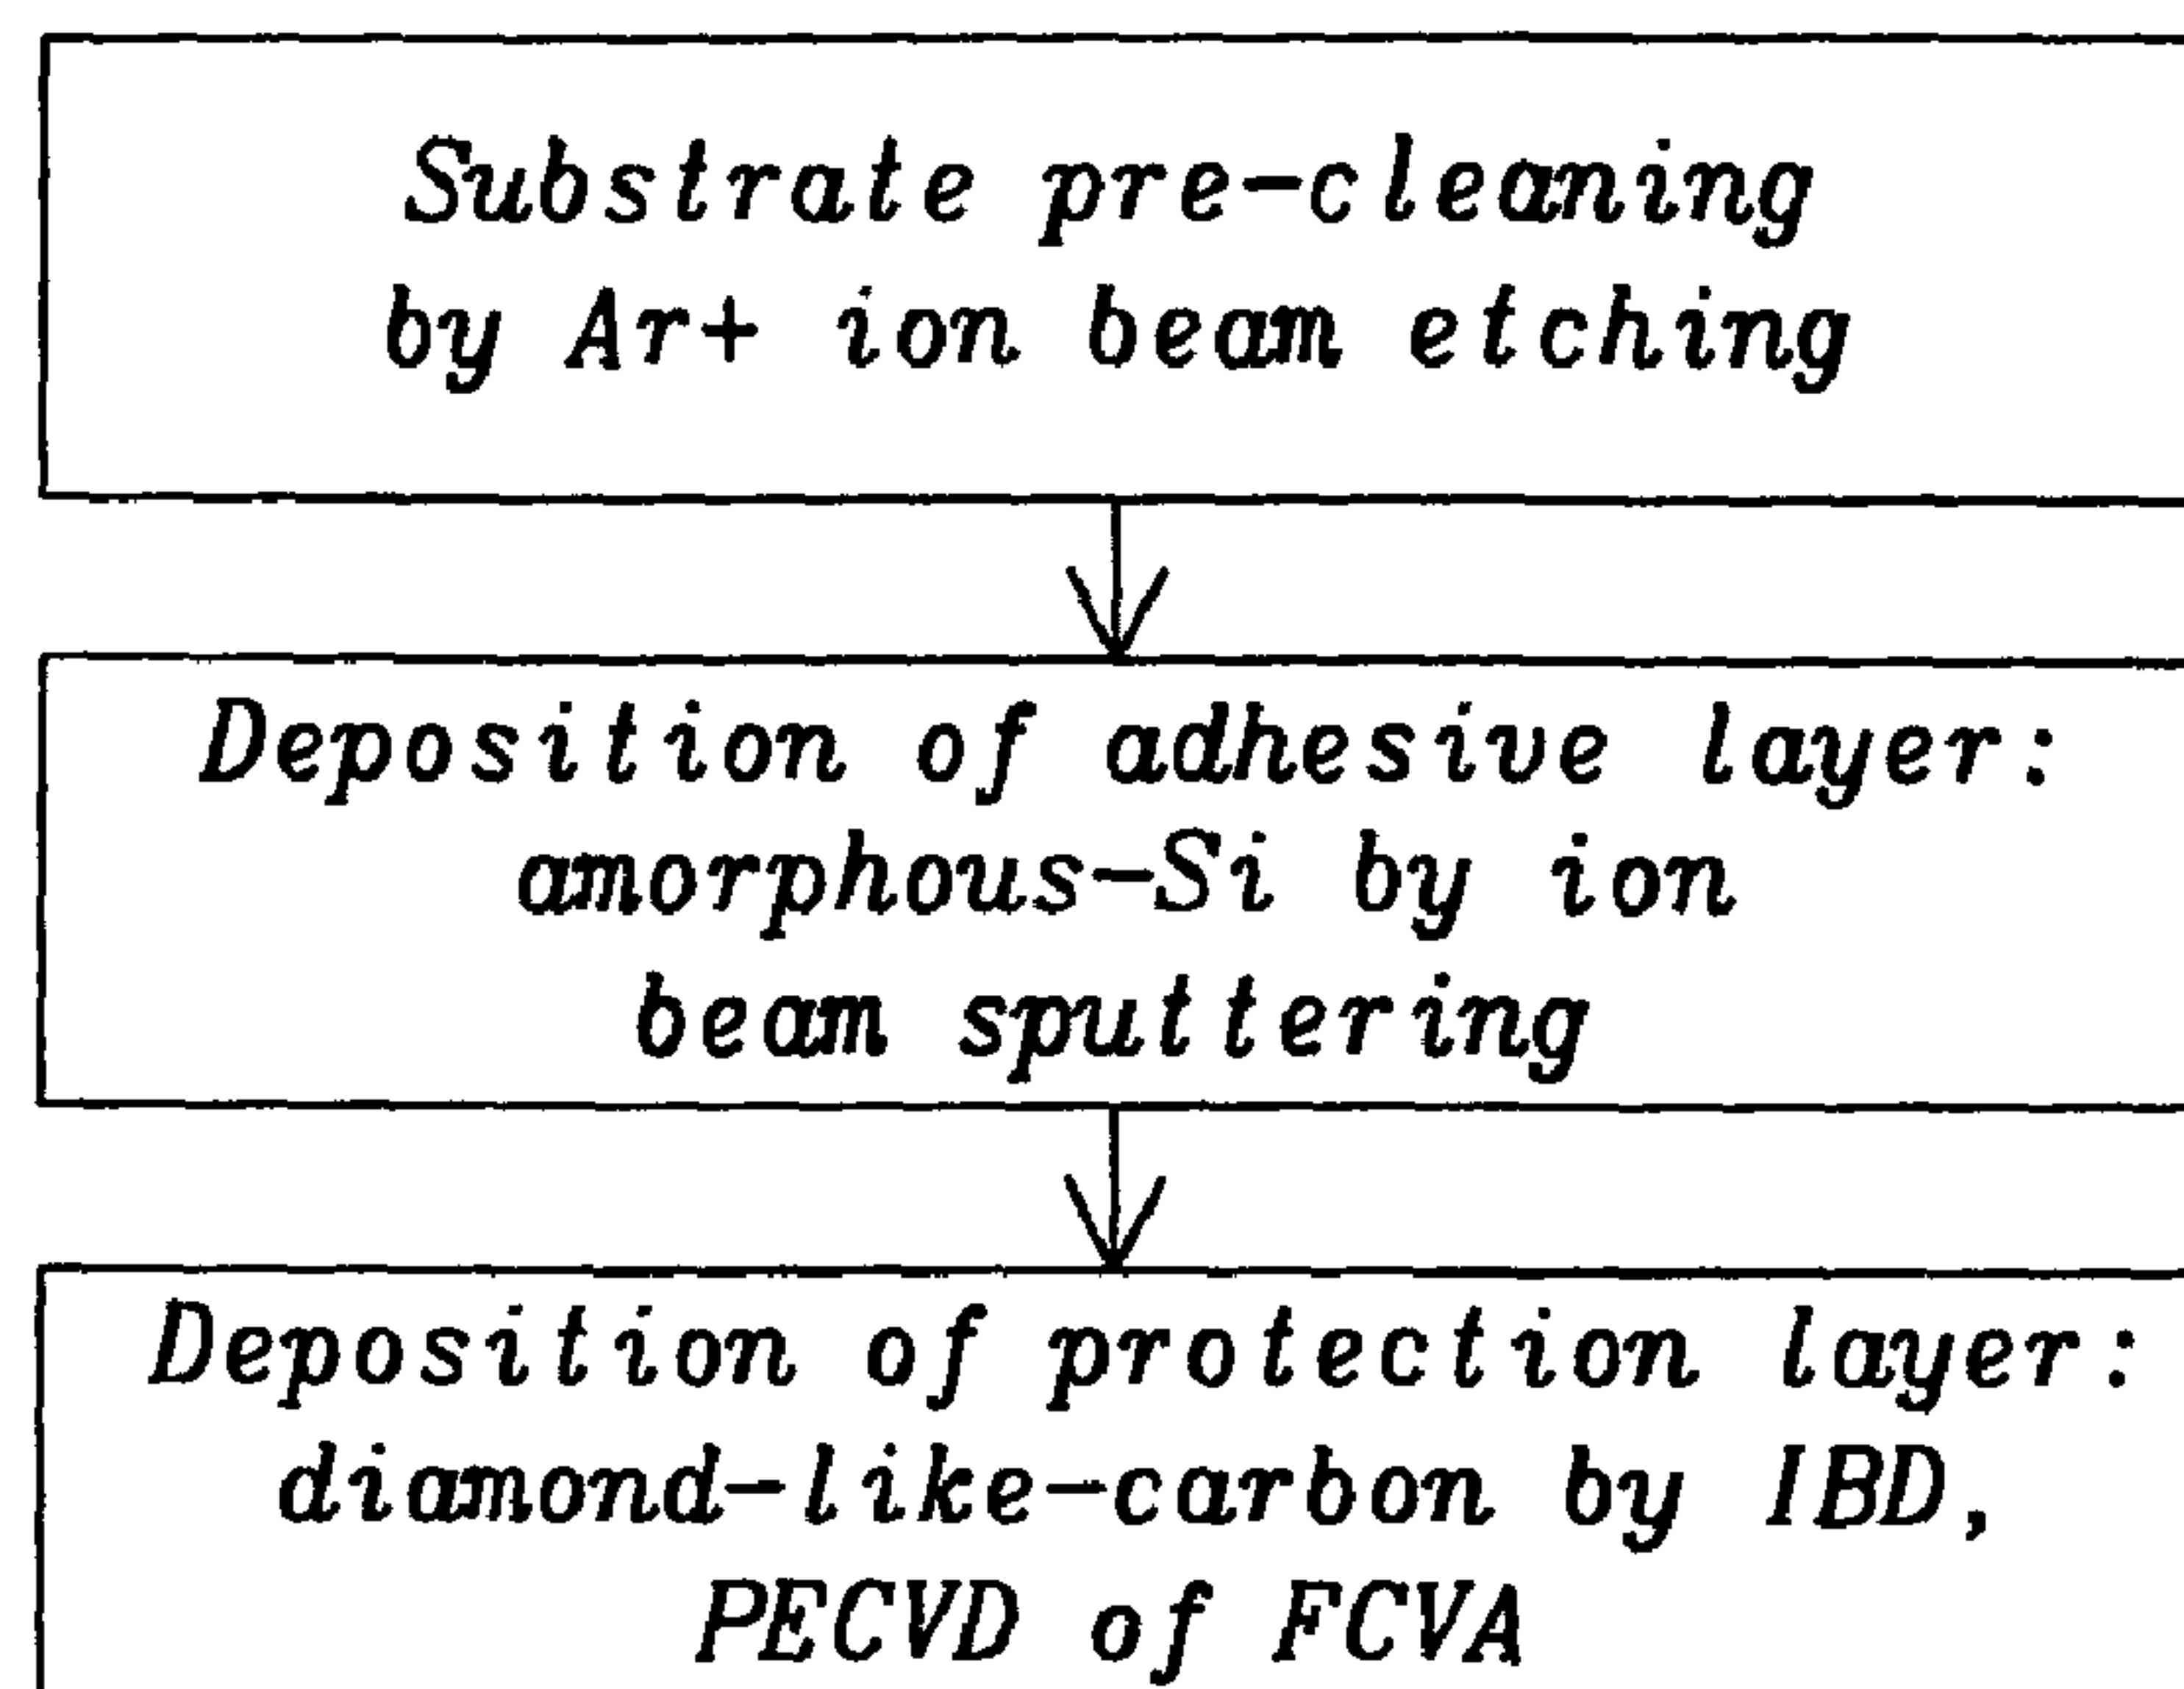 Substrate pre-cleaning
by Ar+ ion beam etching
Deposition of adhesive layer:
amorphous-Si by ion
beam sputtering
Deposition of protection layer:
diamond-like-carbon by IBD,
PECVD of FCVA